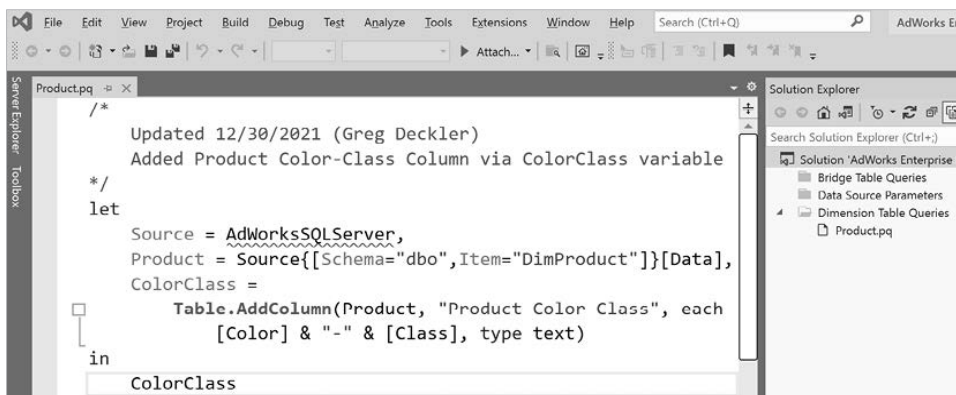 File Edit View Project Build Debug Test Analyze Tools Extensions Window Help Search (Ctrl+Q) AdWorks E
Attach...
Product.pq
Solution Explorer
Server Explorer
Toolbox
Search Solution Explorer (Ctrl+;)
Solution 'AdWorks Enterprise
Bridge Table Queries
Data Source Parameters
Dimension Table Queries
Product.pq
/*
Updated 12/30/2021 (Greg Deckler)
Added Product Color-Class Column via ColorClass variable
*/
let
Source = AdWorksSQLServer,
Product = Source{[Schema="dbo",Item="DimProduct"]}[Data],
ColorClass =
Table.AddColumn(Product, "Product Color Class", each
[Color] & "-" & [Class], type text)
in
ColorClass